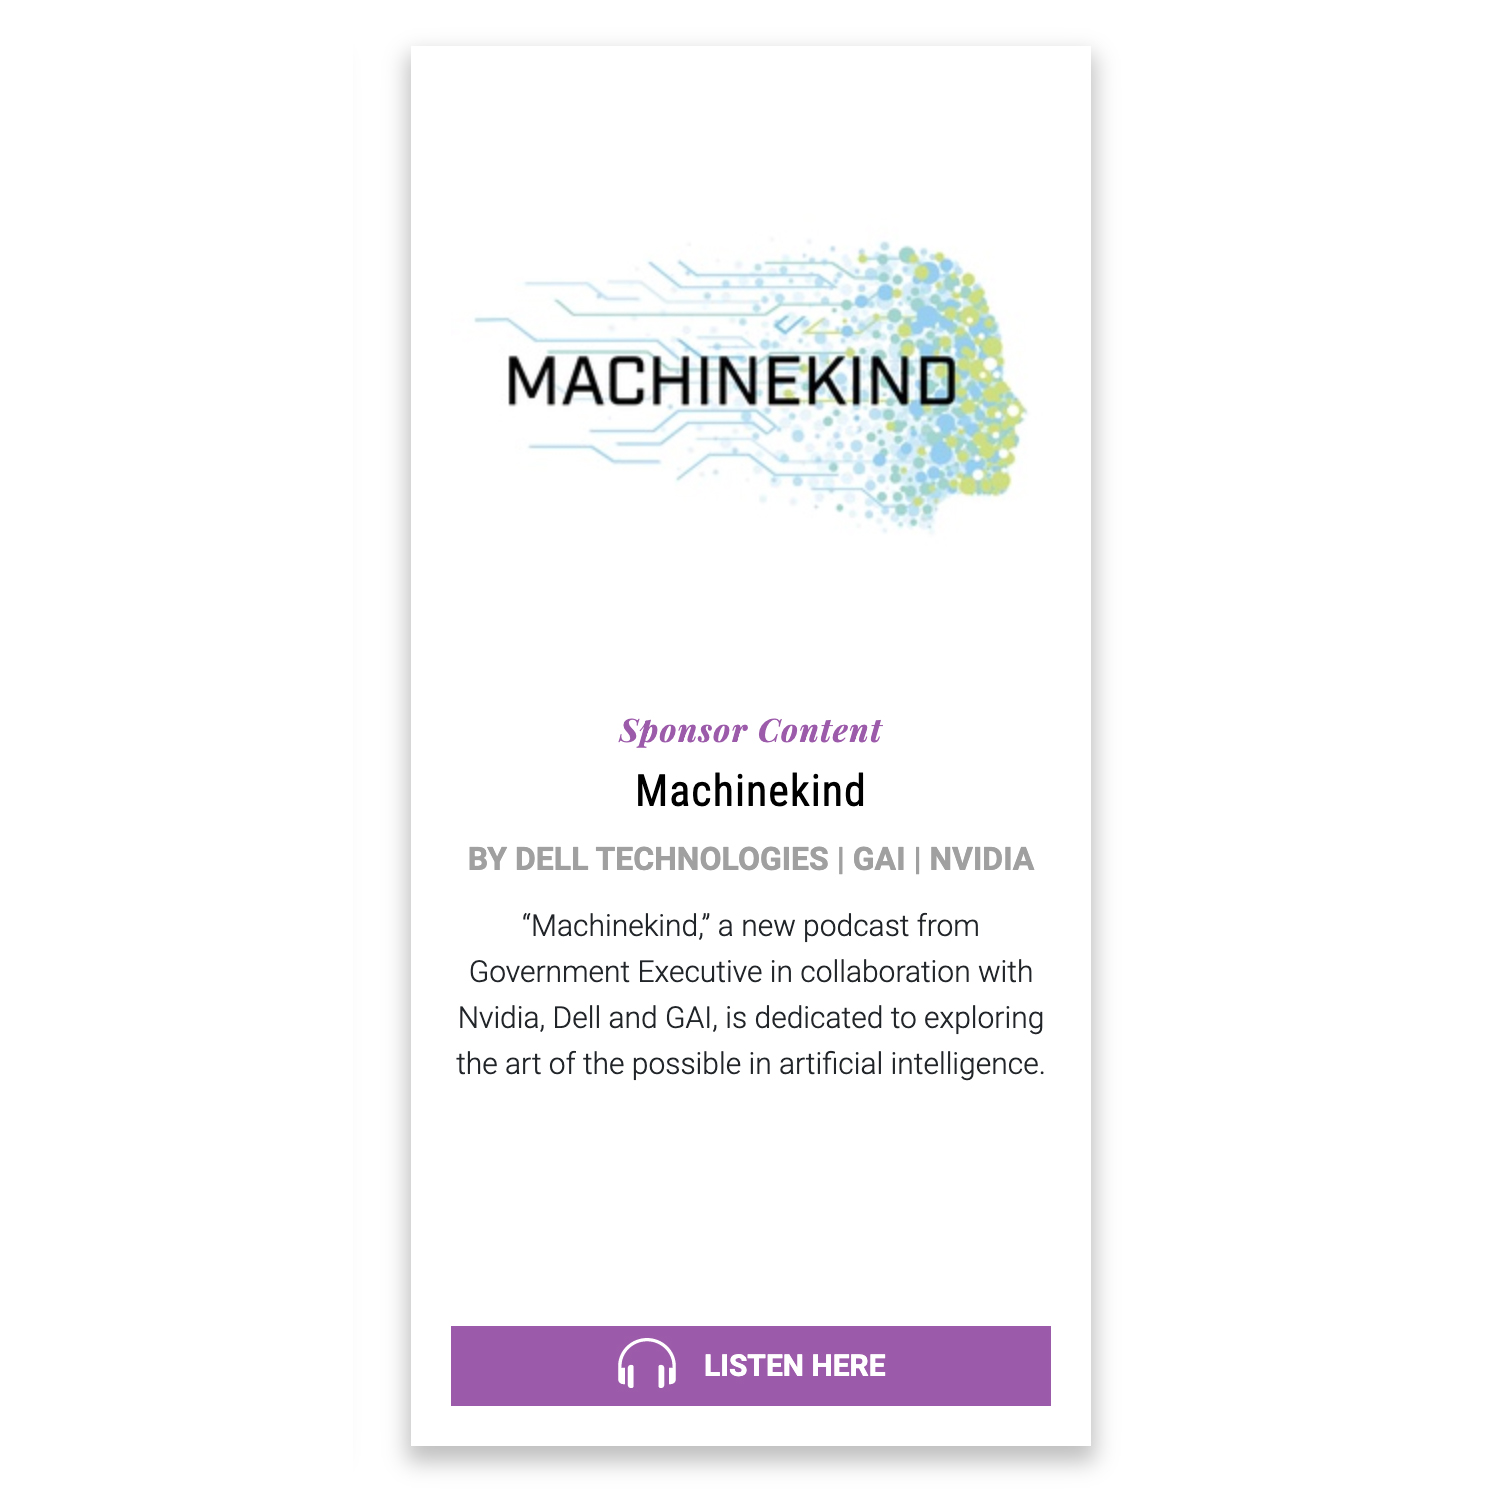 MACHINEKIND
Sponsor Content
Machinekind
BY DELL TECHNOLOGIES | GAI | NVIDIA
“Machinekind,” a new podcast from
Government Executive in collaboration with
Nvidia, Dell and GAI, is dedicated to exploring
the art of the possible in artificial intelligence.
LISTEN HERE